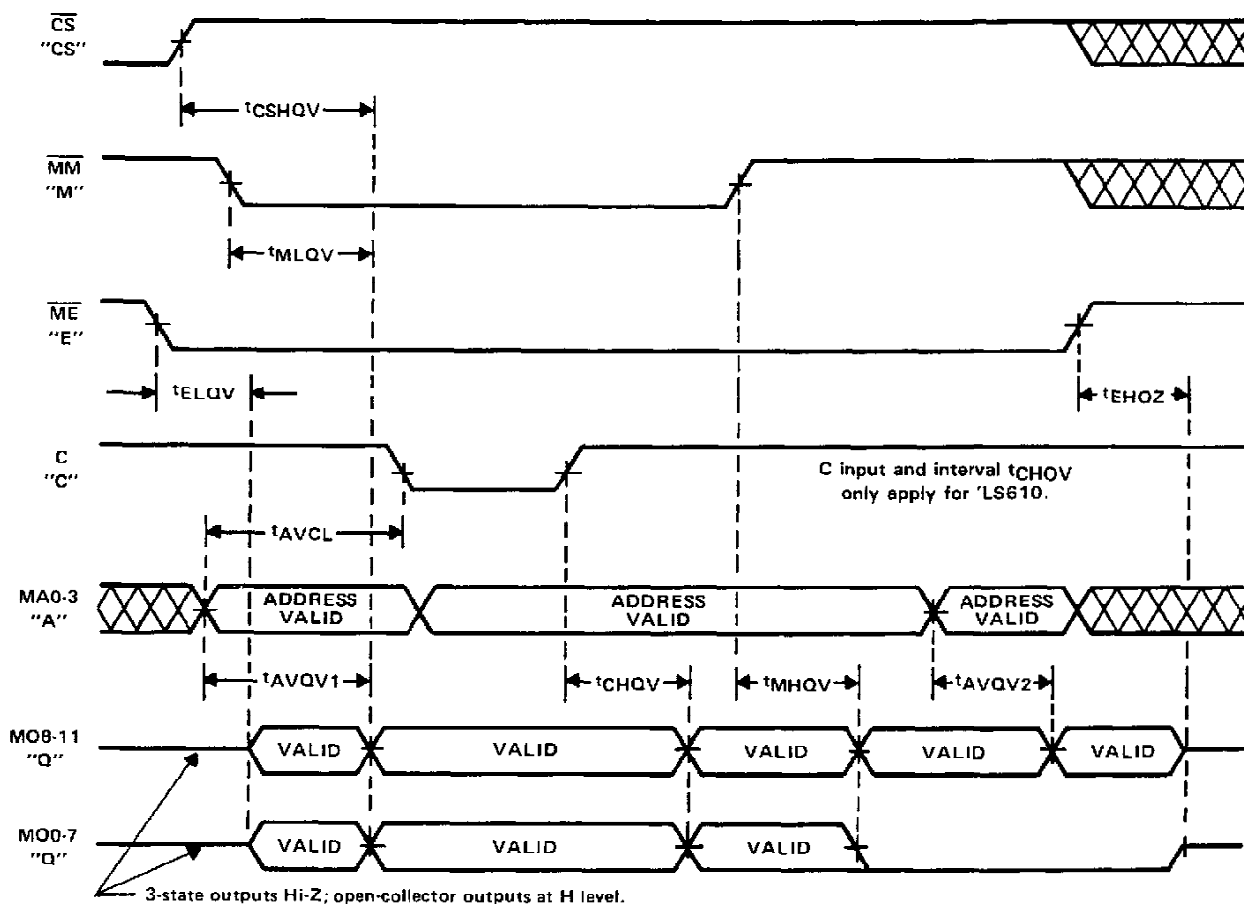 CS
"CS"
tCSHQV
MM
"M"
tMLQV
ME
"E"
tELQV
tEHQZ
C
"C"
C input and interval tCHQV
only apply for 'LS610.
tAVCL
MA0-3
"A"
ADDRESS
VALID
ADDRESS
VALID
ADDRESS
VALID
tAVQV1
tCHQV
tMHQV
tAVQV2
MO8-11
"Q"
VALID
VALID
VALID
VALID
VALID
MO0-7
"Q"
VALID
VALID
VALID
3-state outputs Hi-Z; open-collector outputs at H level.